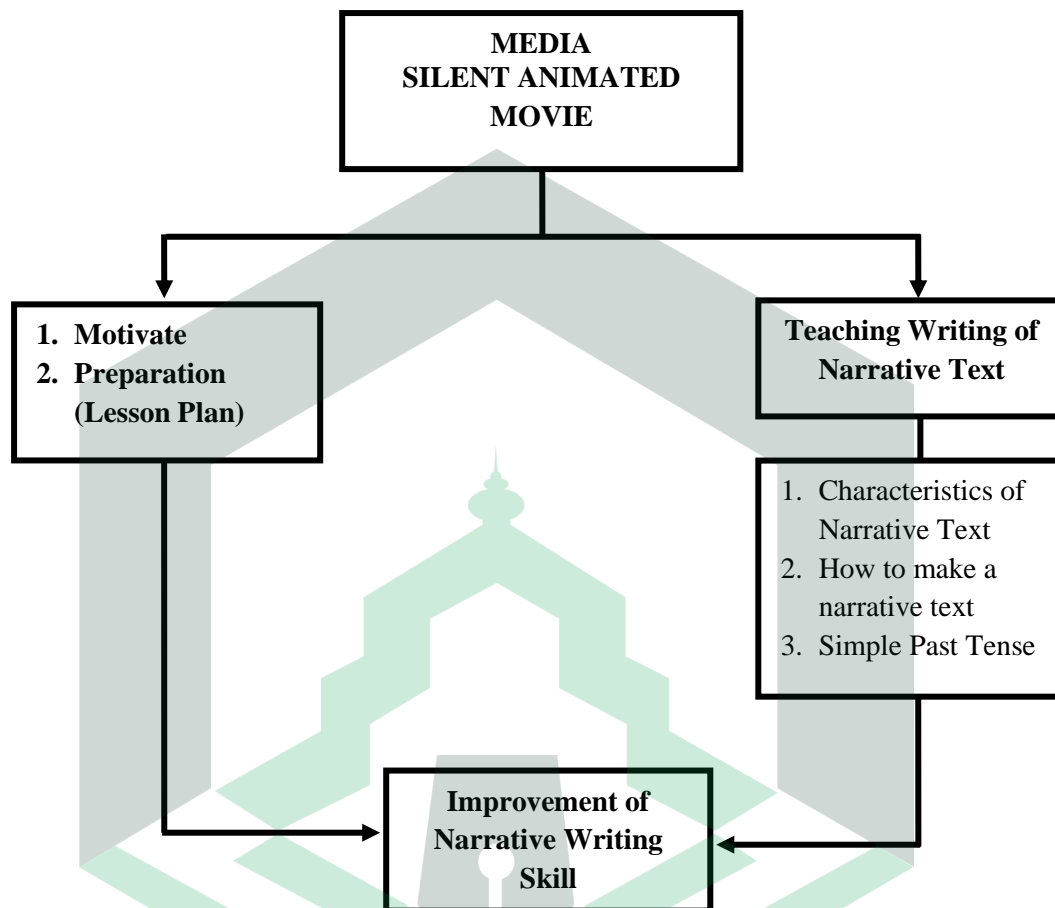 MEDIA
SILENT ANIMATED
MOVIE
1. Motivate
2. Preparation
(Lesson Plan)
Teaching Writing of
Narrative Text
1. Characteristics of
Narrative Text
2. How to make a
narrative text
3. Simple Past Tense
Improvement of
Narrative Writing
Skill